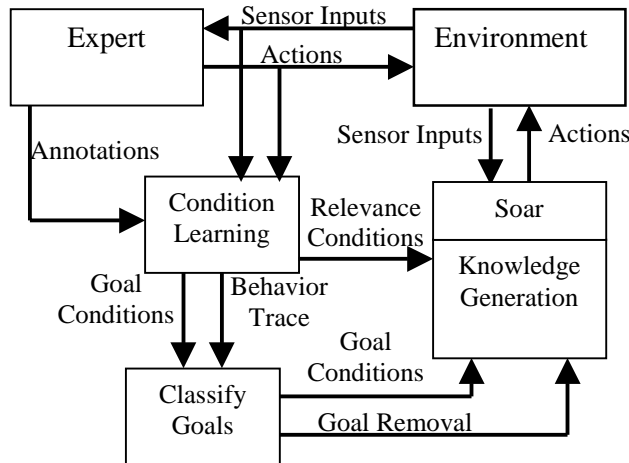 Sensor Inputs
Expert
Environment
Actions
Annotations
Sensor Inputs
Actions
Condition
Learning
Relevance
Conditions
Soar
Knowledge
Generation
Goal
Conditions
Behavior
Trace
Goal
Conditions
Classify
Goals
Goal Removal